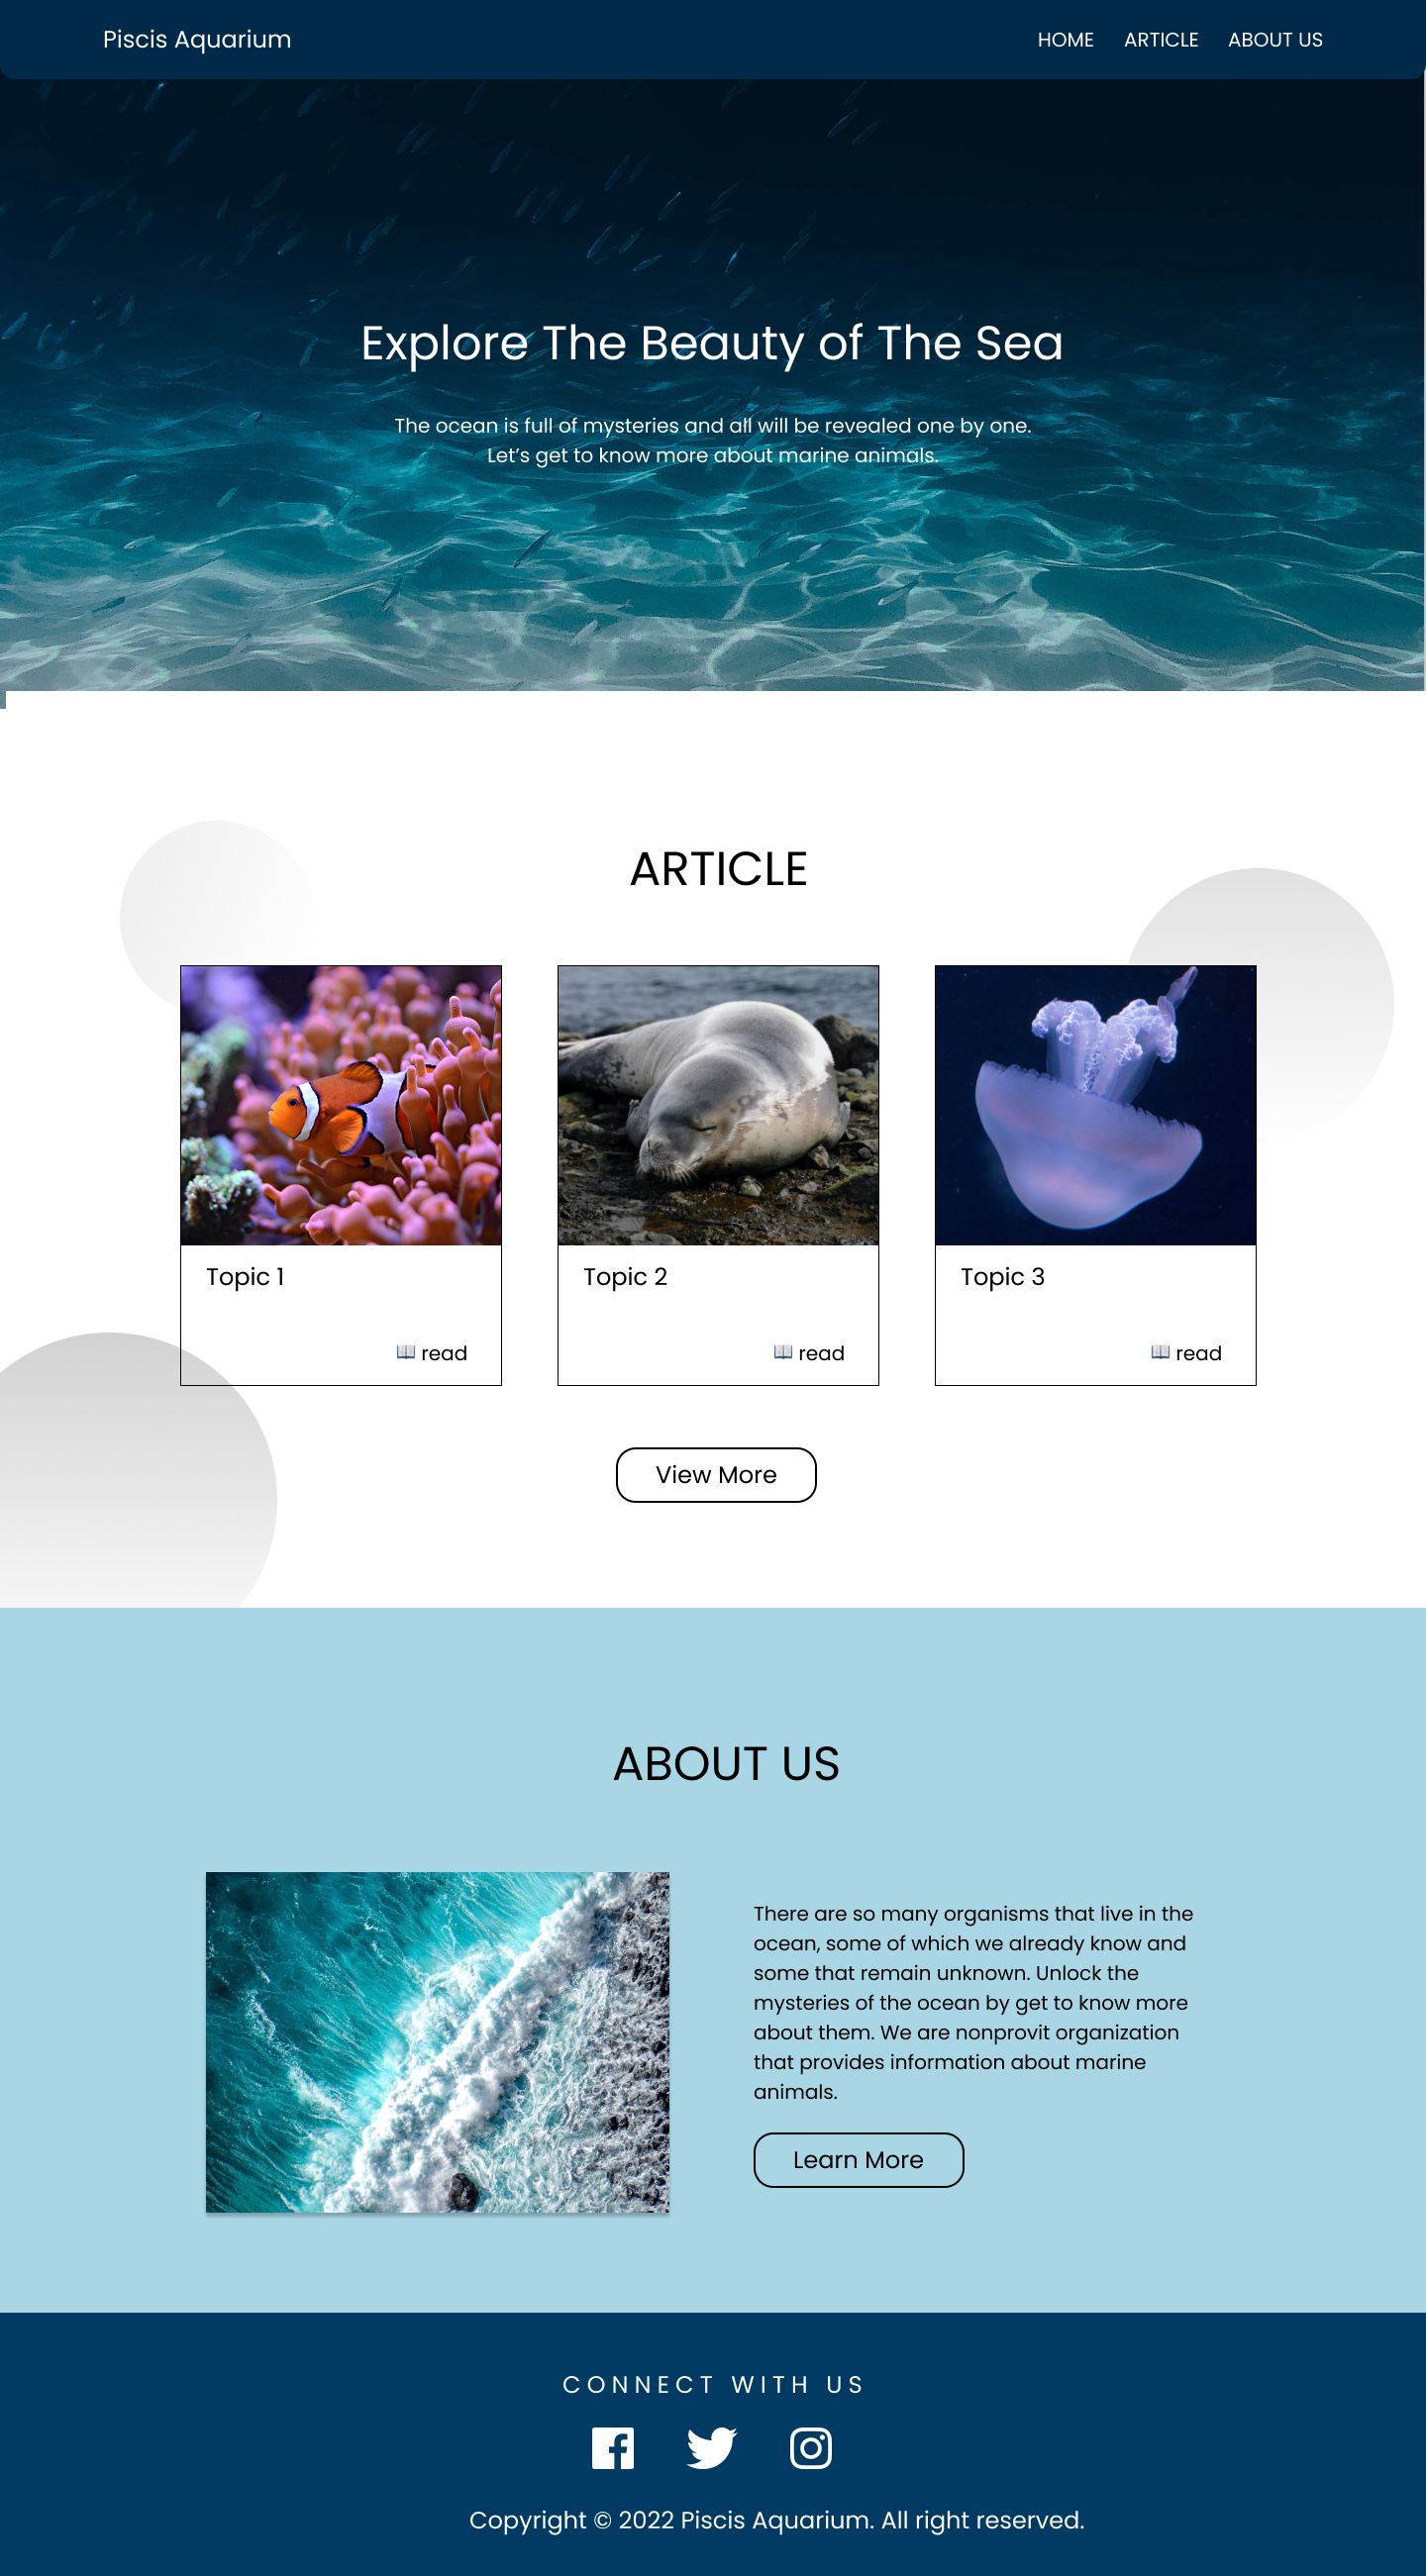 Piscis Aquarium
HOME ARTICLE ABOUT US
Explore The Beauty of The Sea
The ocean is full of mysteries and all will be revealed one by one.
Let’s get to know more about marine animals.
ARTICLE
Topic 1
read
Topic 2
read
Topic 3
read
View More
ABOUT US
There are so many organisms that live in the
ocean, some of which we already know and
some that remain unknown. Unlock the
mysteries of the ocean by get to know more
about them. We are nonprovit organization
that provides information about marine
animals.
Learn More
CONNECT WITH US
Copyright © 2022 Piscis Aquarium. All right reserved.